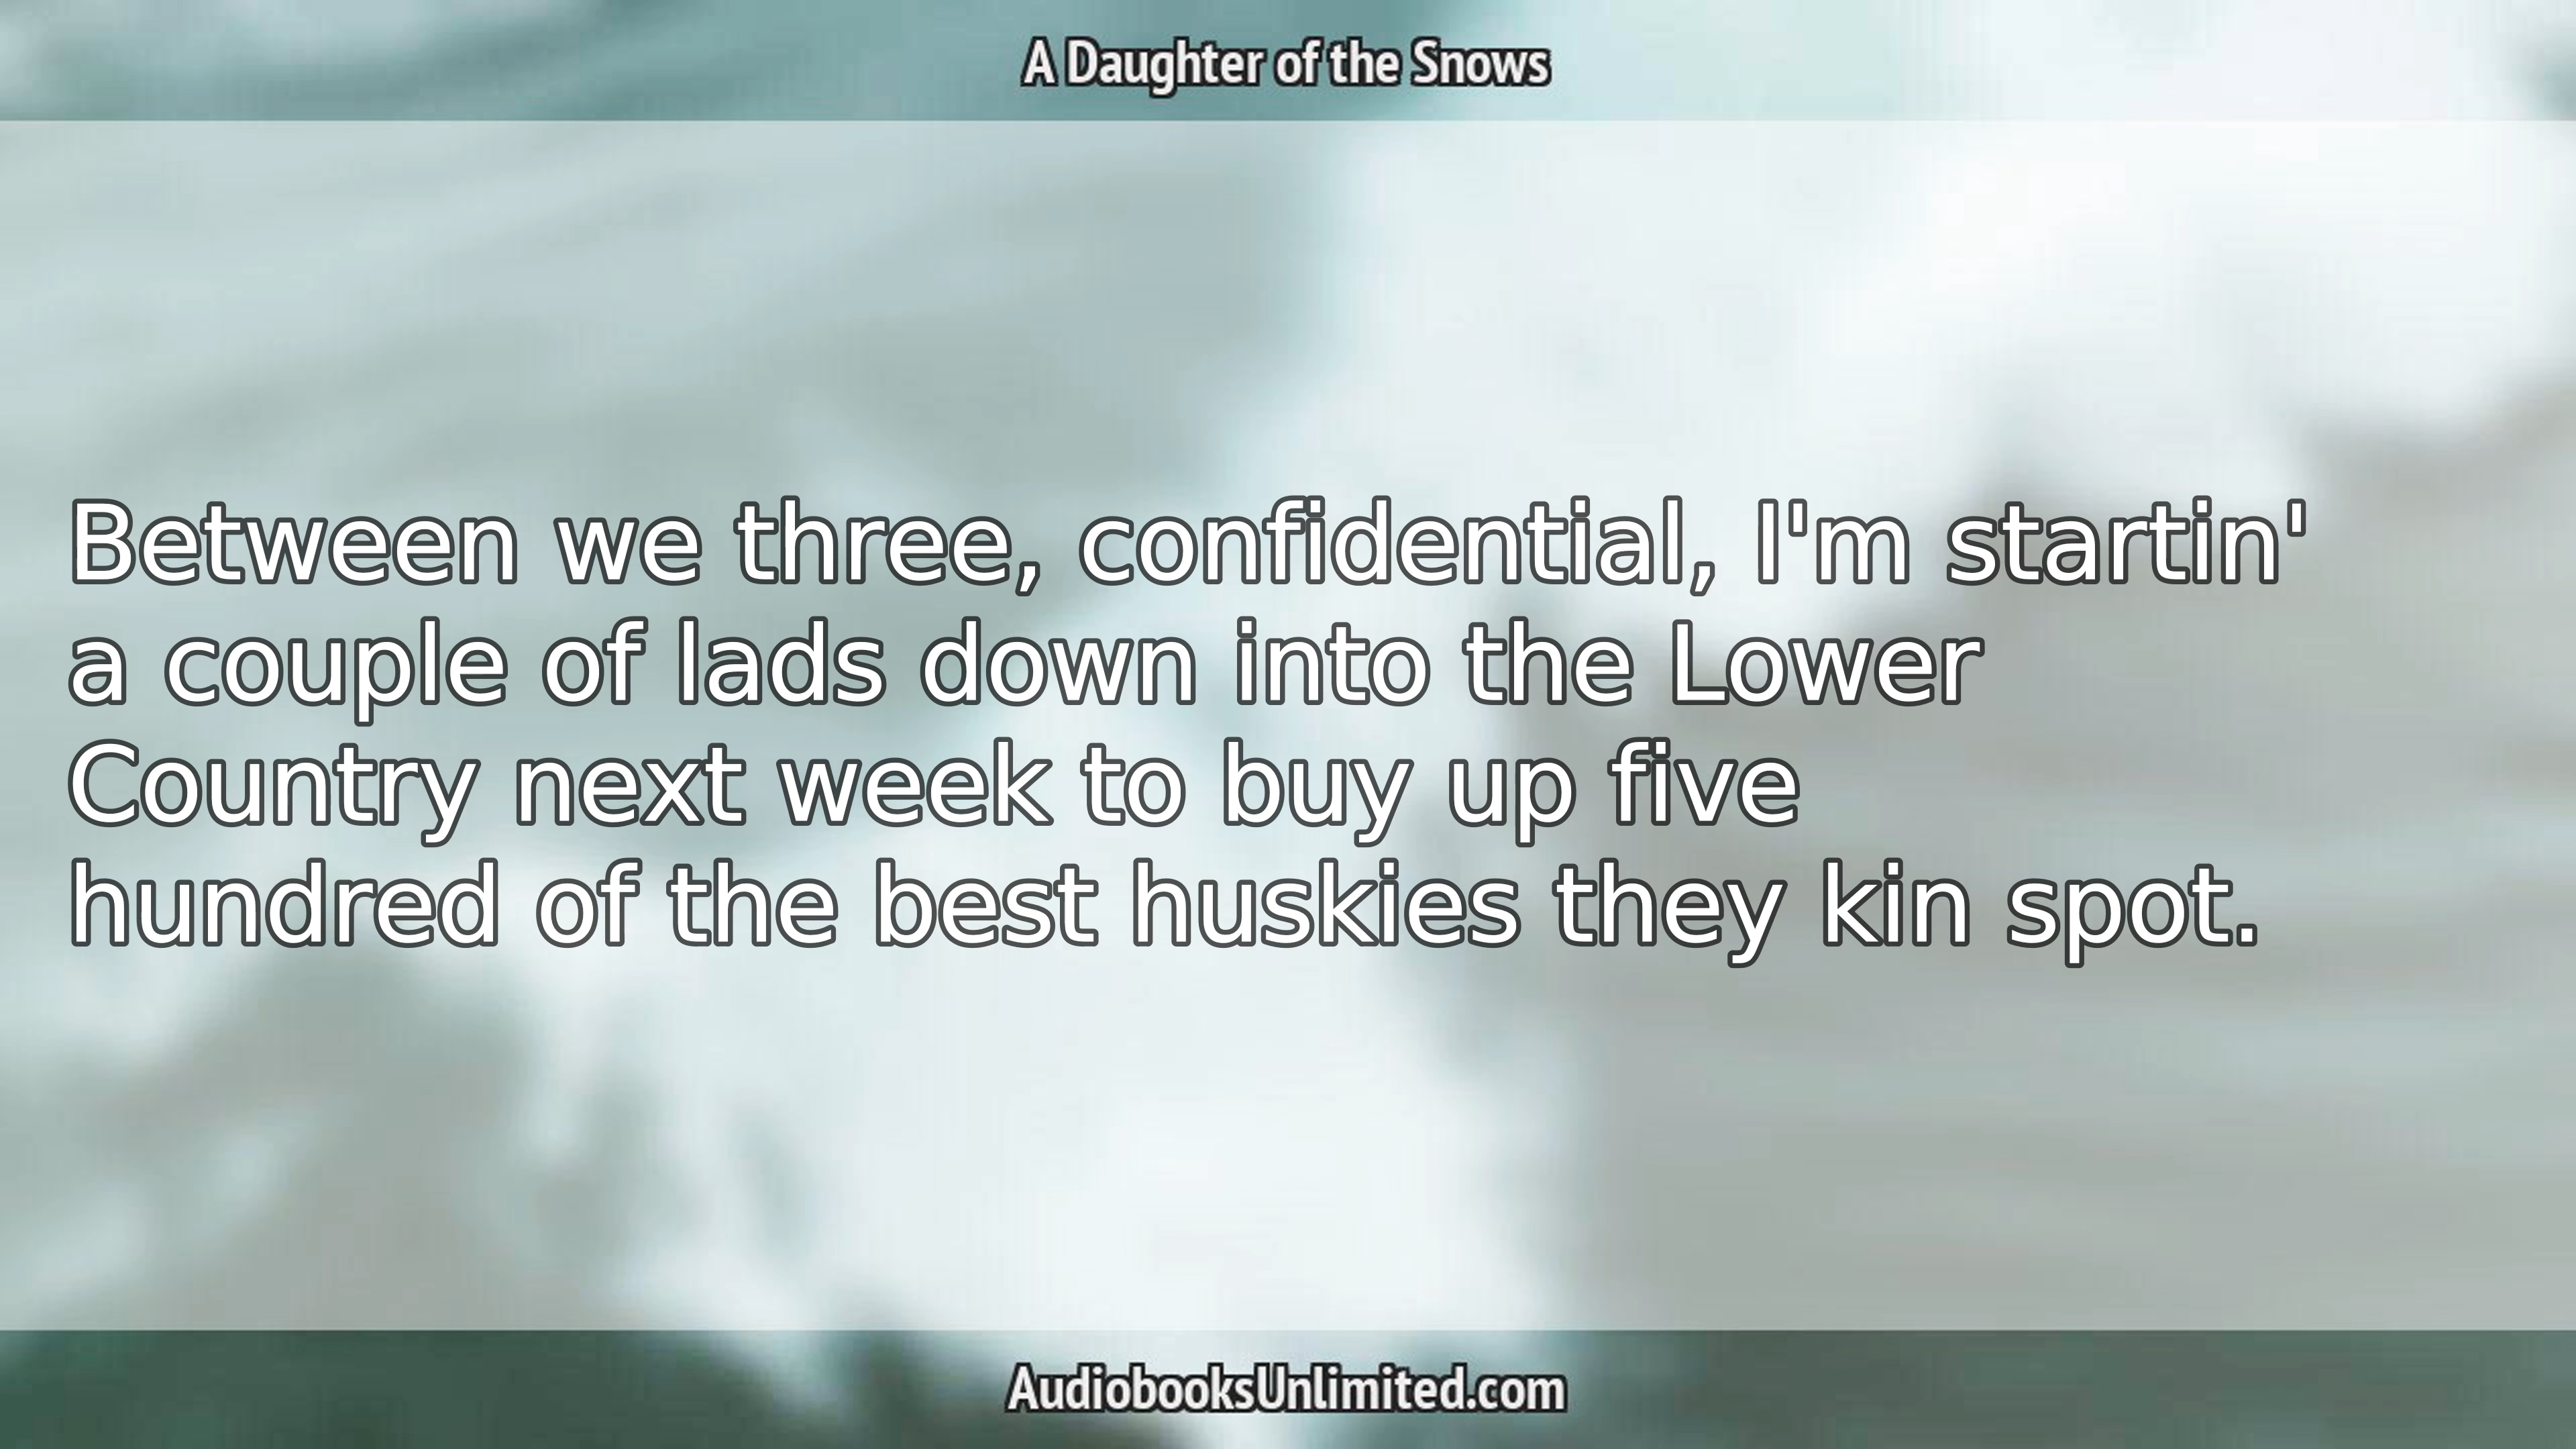 A Daughter of the Snows
Between we three, confidential, I'm startin'
a couple of lads down into the Lower
Country next week to buy up five
hundred of the best huskies they kin spot.
AudiobooksUnlimited.com